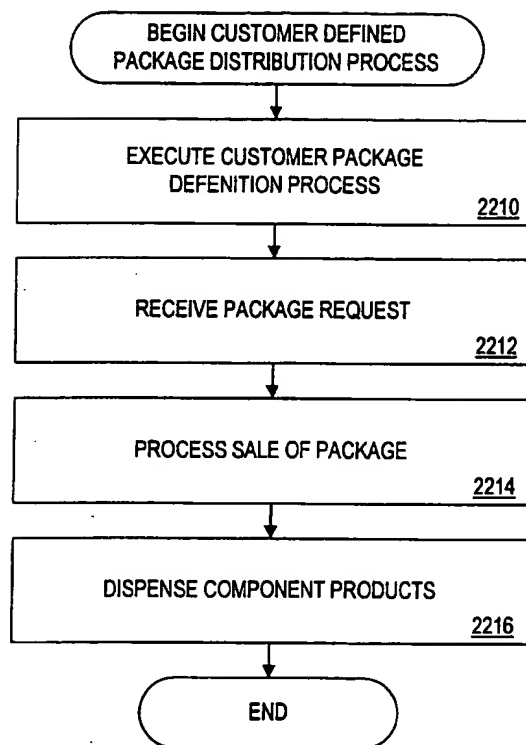 BEGIN CUSTOMER DEFINED
PACKAGE DISTRIBUTION PROCESS
EXECUTE CUSTOMER PACKAGE
DEFENITION PROCESS
2210
RECEIVE PACKAGE REQUEST
2212
PROCESS SALE OF PACKAGE
2214
DISPENSE COMPONENT PRODUCTS
2216
END